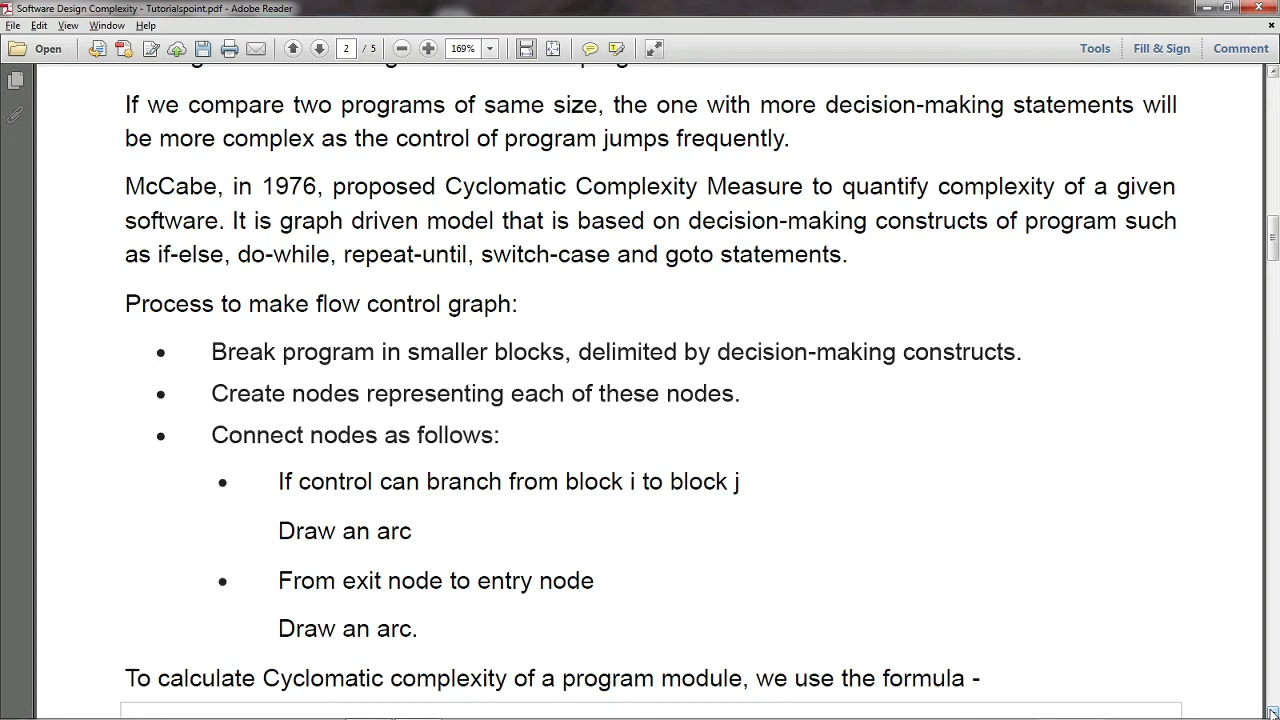 Software Design Complexity - Tutorialspoint.pdf - Adobe Reader
File Edit View Window Help
Open 2 / 5 169% Tools Fill & Sign Comment
If we compare two programs of same size, the one with more decision-making statements will
be more complex as the control of program jumps frequently.
McCabe, in 1976, proposed Cyclomatic Complexity Measure to quantify complexity of a given
software. It is graph driven model that is based on decision-making constructs of program such
as if-else, do-while, repeat-until, switch-case and goto statements.
Process to make flow control graph:
• Break program in smaller blocks, delimited by decision-making constructs.
• Create nodes representing each of these nodes.
• Connect nodes as follows:
• If control can branch from block i to block j
Draw an arc
• From exit node to entry node
Draw an arc.
To calculate Cyclomatic complexity of a program module, we use the formula -